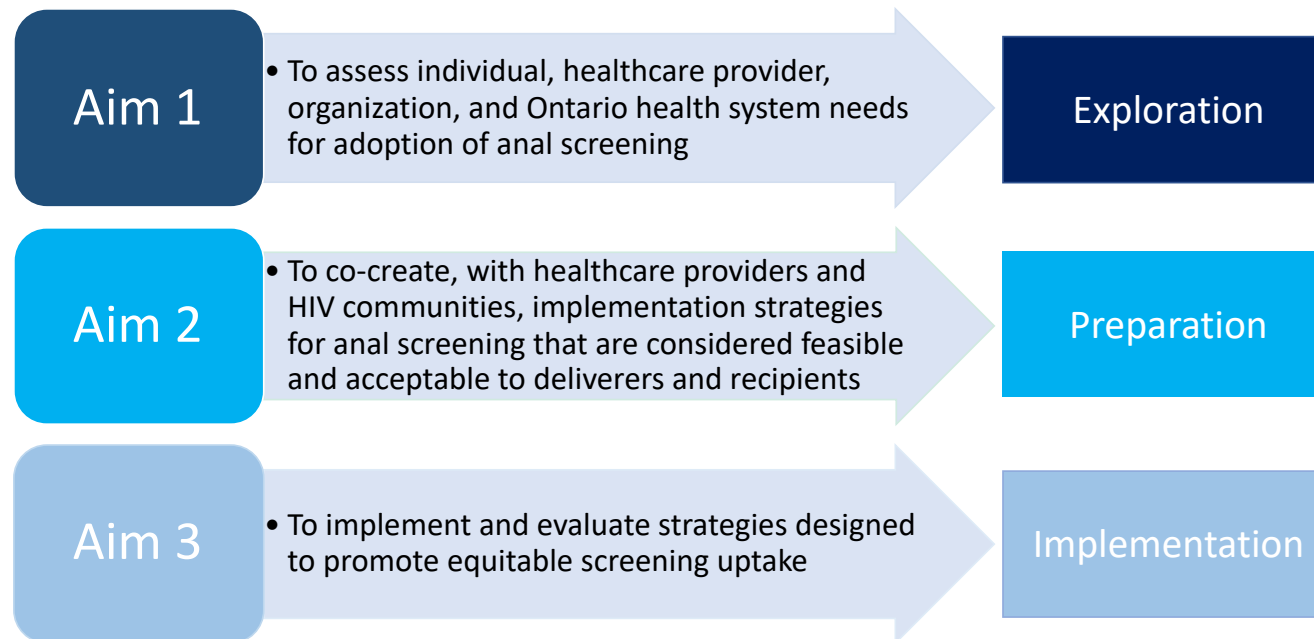 Aim 1
• To assess individual, healthcare provider,
organization, and Ontario health system needs
for adoption of anal screening
Exploration
Aim 2
• To co-create, with healthcare providers and
HIV communities, implementation strategies
for anal screening that are considered feasible
and acceptable to deliverers and recipients
Preparation
Aim 3
• To implement and evaluate strategies designed
to promote equitable screening uptake
Implementation